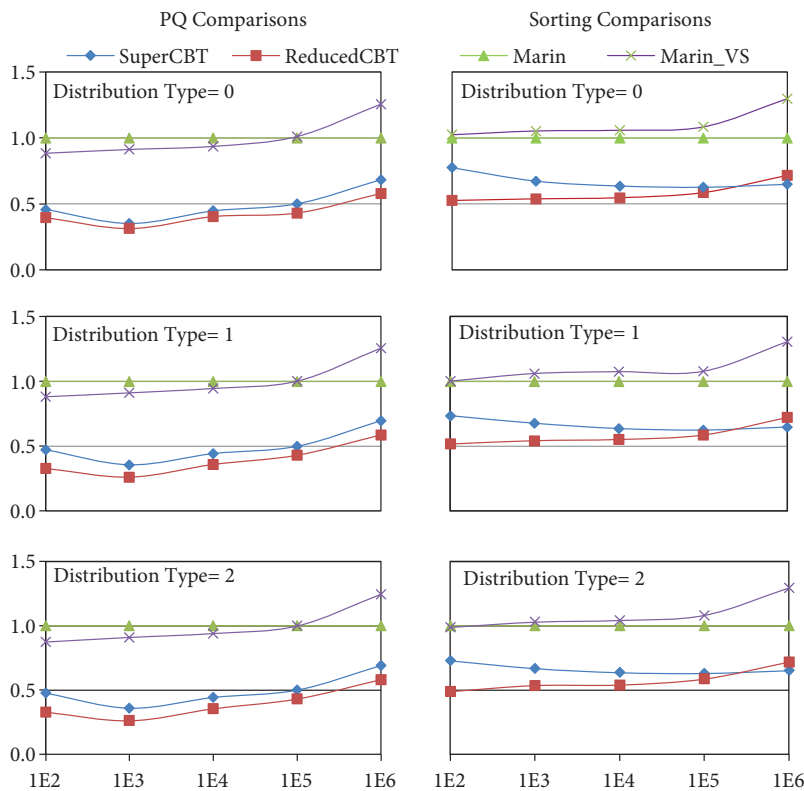 PQ Comparisons
Sorting Comparisons
SuperCBT
ReducedCBT
Marin
Marin_VS
1.5
Distribution Type= 0
1.0
0.5
0.0
Distribution Type= 0
1.5
Distribution Type= 1
1.0
0.5
0.0
Distribution Type= 1
1.5
Distribution Type= 2
1.0
0.5
0.0
Distribution Type= 2
1E2 1E3 1E4 1E5 1E6
1E2 1E3 1E4 1E5 1E6